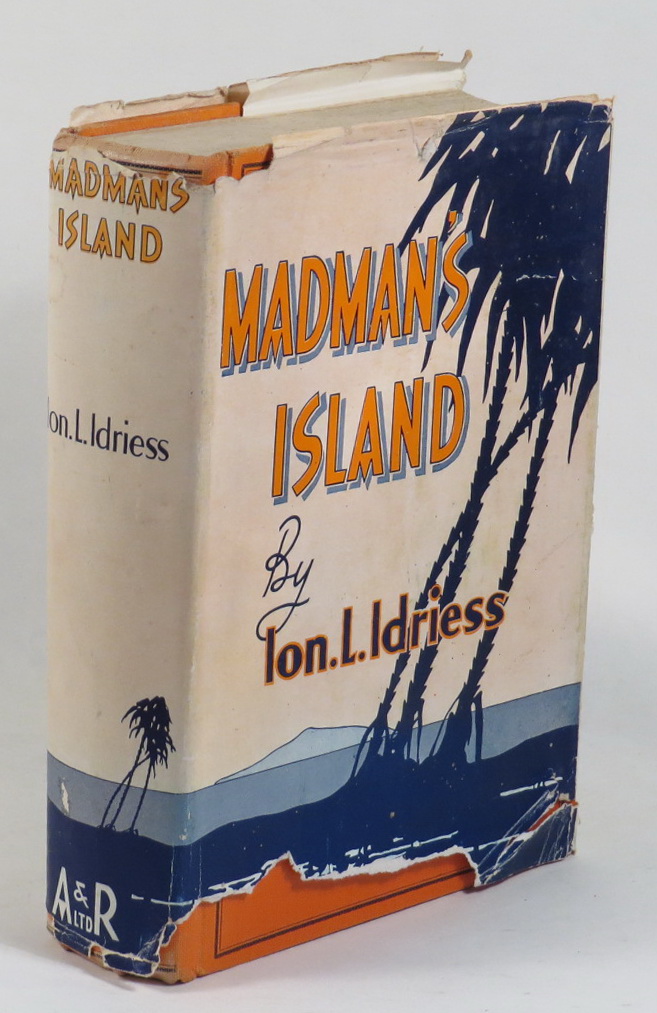 MADMANS
ISLAND
Ion.L.Idriess
A & R
LTD
MADMAN'S
ISLAND
By
Ion.L.Idriess